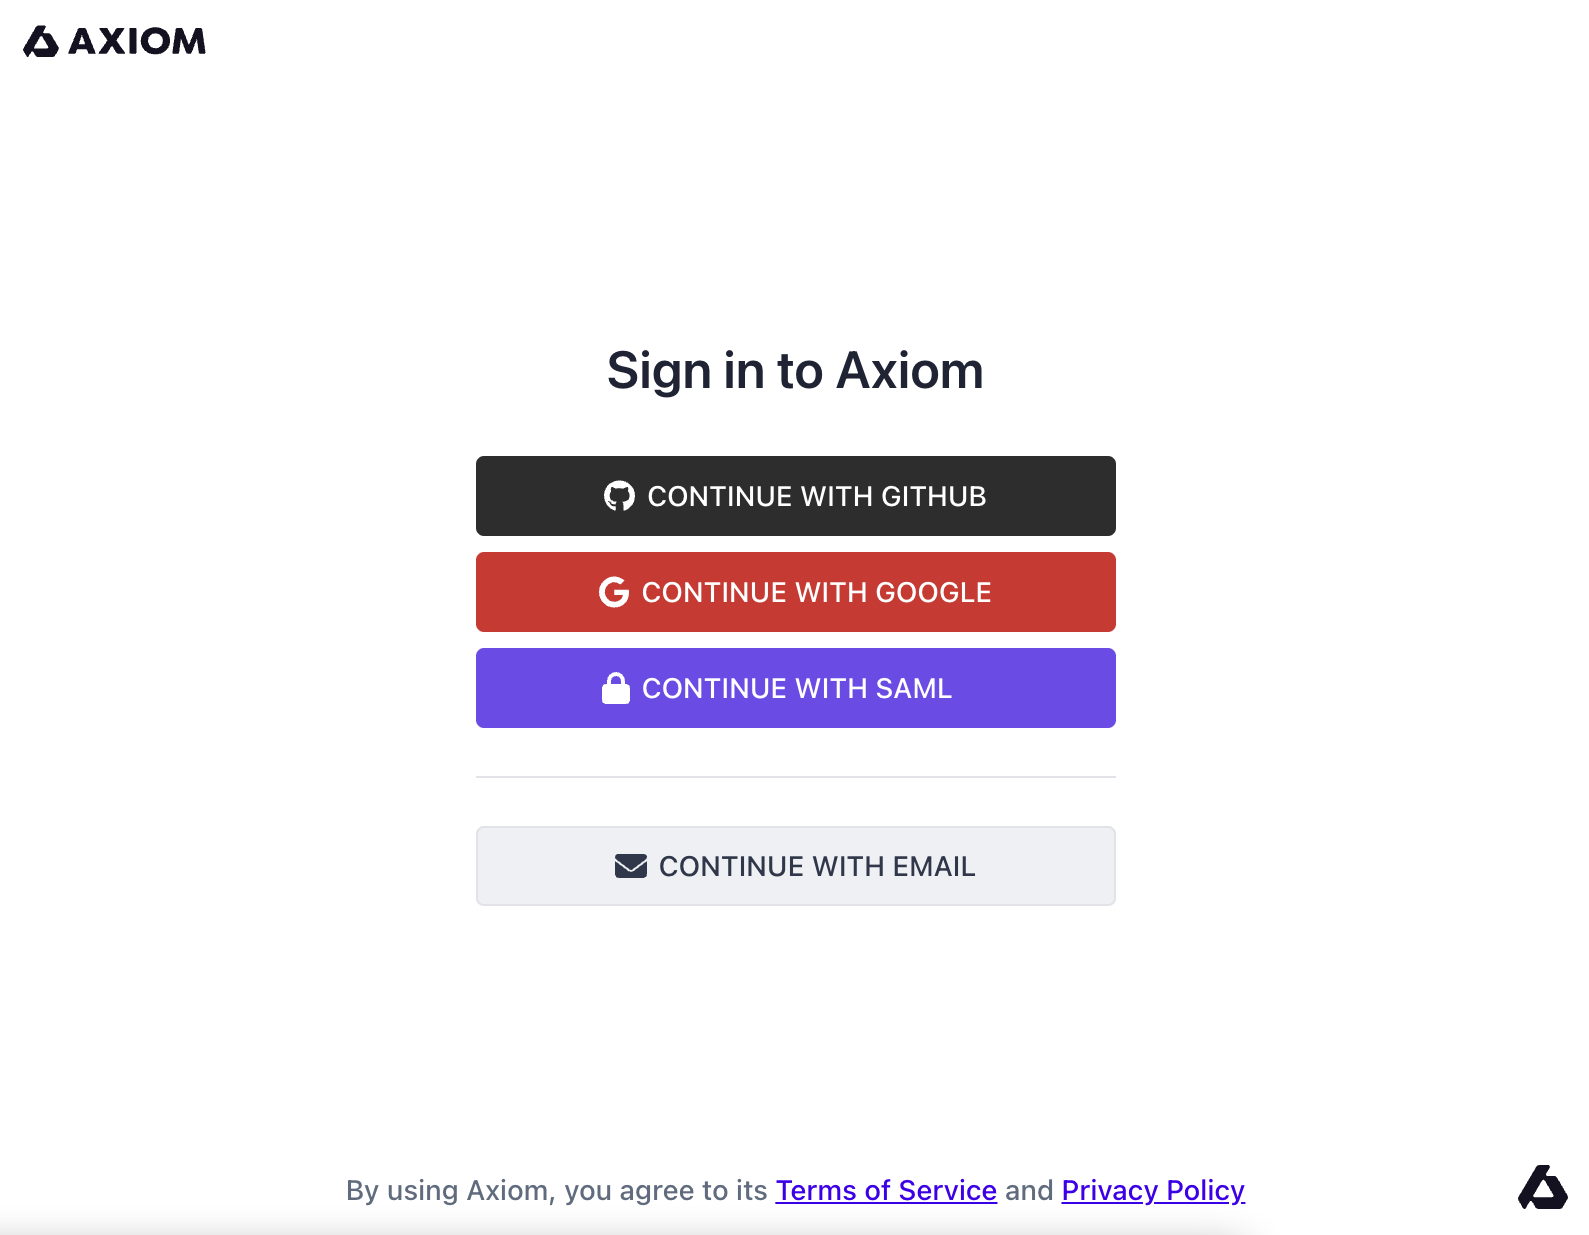 AXIOM
Sign in to Axiom
CONTINUE WITH GITHUB
CONTINUE WITH GOOGLE
CONTINUE WITH SAML
CONTINUE WITH EMAIL
By using Axiom, you agree to its Terms of Service and Privacy Policy